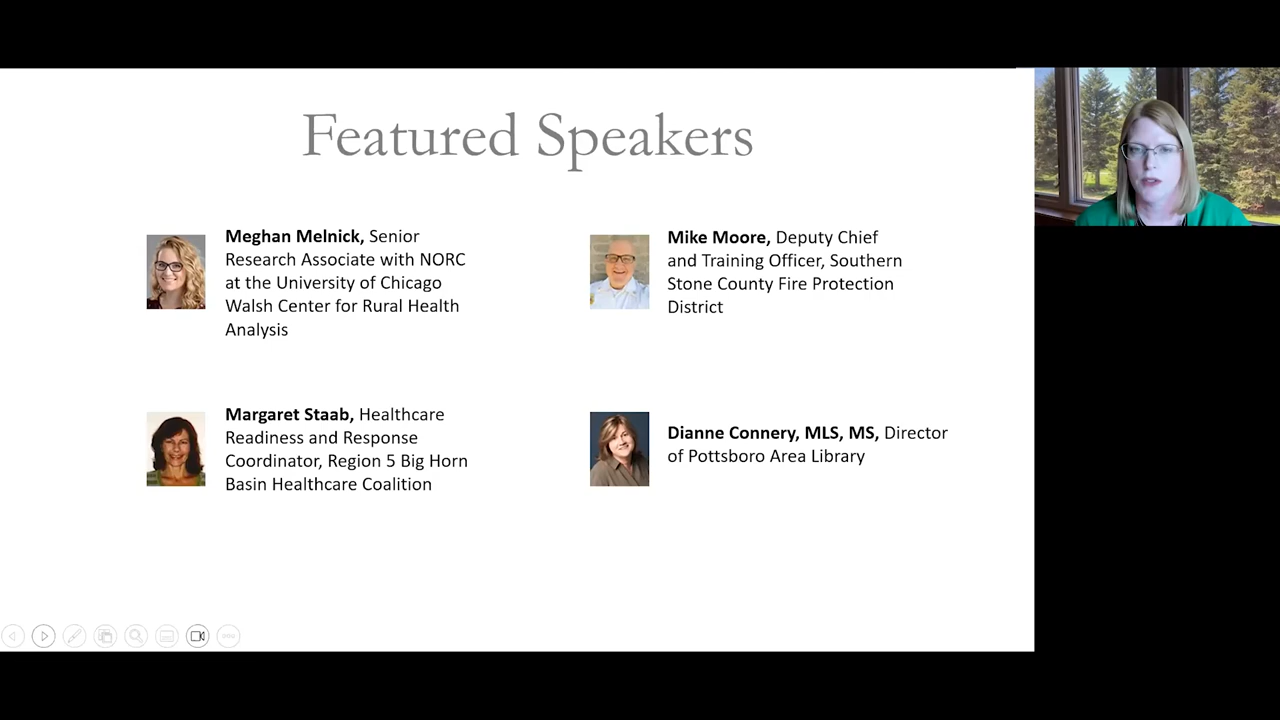 Featured Speakers
Meghan Melnick, Senior
Research Associate with NORC
at the University of Chicago
Walsh Center for Rural Health
Analysis
Mike Moore, Deputy Chief
and Training Officer, Southern
Stone County Fire Protection
District
Margaret Staab, Healthcare
Readiness and Response
Coordinator, Region 5 Big Horn
Basin Healthcare Coalition
Dianne Connery, MLS, MS, Director
of Pottsboro Area Library